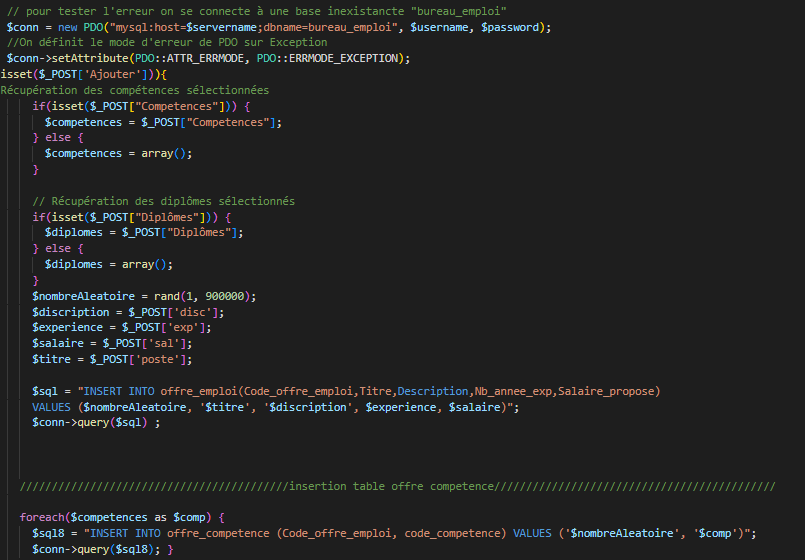 // pour tester l'erreur on se connecte à une base inexistancte "bureau_emploi"
$conn = new PDO("mysql:host=$servername;dbname=bureau_emploi", $username, $password);
//On définit le mode d'erreur de PDO sur Exception
$conn->setAttribute(PDO::ATTR_ERRMODE, PDO::ERRMODE_EXCEPTION);
isset($_POST['Ajouter'])){
Récupération des compétences sélectionnées
if(isset($_POST["Competences"])) {
$competences = $_POST["Competences"];
} else {
$competences = array();
}
// Récupération des diplômes sélectionnés
if(isset($_POST["Diplômes"])) {
$diplomes = $_POST["Diplômes"];
} else {
$diplomes = array();
}
$nombreAleatoire = rand(1, 900000);
$discription = $_POST['disc'];
$experience = $_POST['exp'];
$salaire = $_POST['sal'];
$titre = $_POST['poste'];
$sql = "INSERT INTO offre_emploi(Code_offre_emploi,Titre,Description,Nb_annee_exp,Salaire_propose)
VALUES ($nombreAleatoire, '$titre', '$discription', $experience, $salaire)";
$conn->query($sql) ;
//////////////////////////////////////////insertion table offre competence////////////////////////////////////////////
foreach($competences as $comp) {
$sql8 = "INSERT INTO offre_competence (Code_offre_emploi, code_competence) VALUES ('$nombreAleatoire', '$comp')";
$conn->query($sql8); }